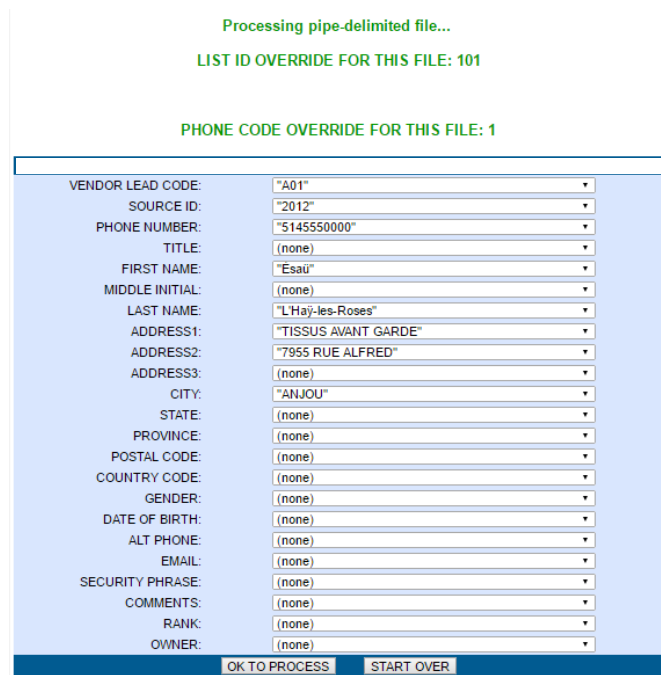 Processing pipe-delimited file...
LIST ID OVERRIDE FOR THIS FILE: 101
PHONE CODE OVERRIDE FOR THIS FILE: 1
VENDOR LEAD CODE: "A01"
SOURCE ID: "2012"
PHONE NUMBER: "5145550000"
TITLE: (none)
FIRST NAME: "Ésaü"
MIDDLE INITIAL: (none)
LAST NAME: "L'Haÿ-les-Roses"
ADDRESS1: "TISSUS AVANT GARDE"
ADDRESS2: "7955 RUE ALFRED"
ADDRESS3: (none)
CITY: "ANJOU"
STATE: (none)
PROVINCE: (none)
POSTAL CODE: (none)
COUNTRY CODE: (none)
GENDER: (none)
DATE OF BIRTH: (none)
ALT PHONE: (none)
EMAIL: (none)
SECURITY PHRASE: (none)
COMMENTS: (none)
RANK: (none)
OWNER: (none)
OK TO PROCESS START OVER